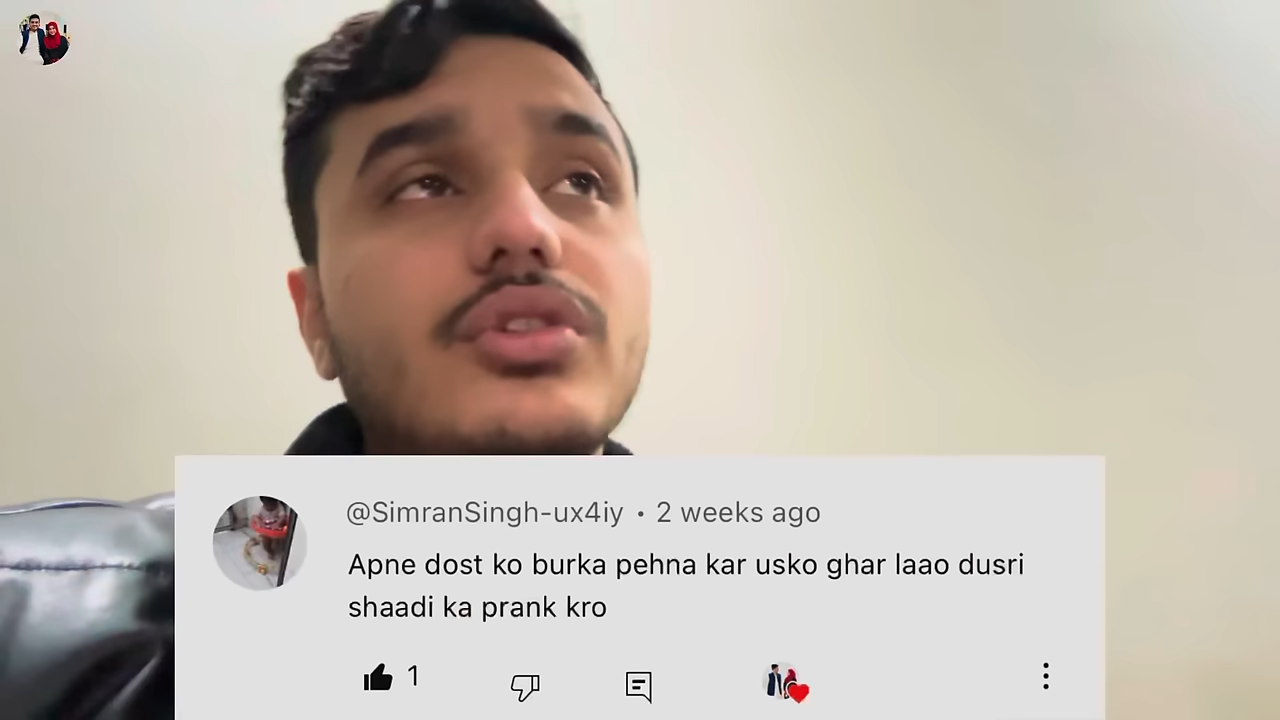 @SimranSingh-ux4iy • 2 weeks ago
Apne dost ko burka pehna kar usko ghar laao dusri
shaadi ka prank kro
1